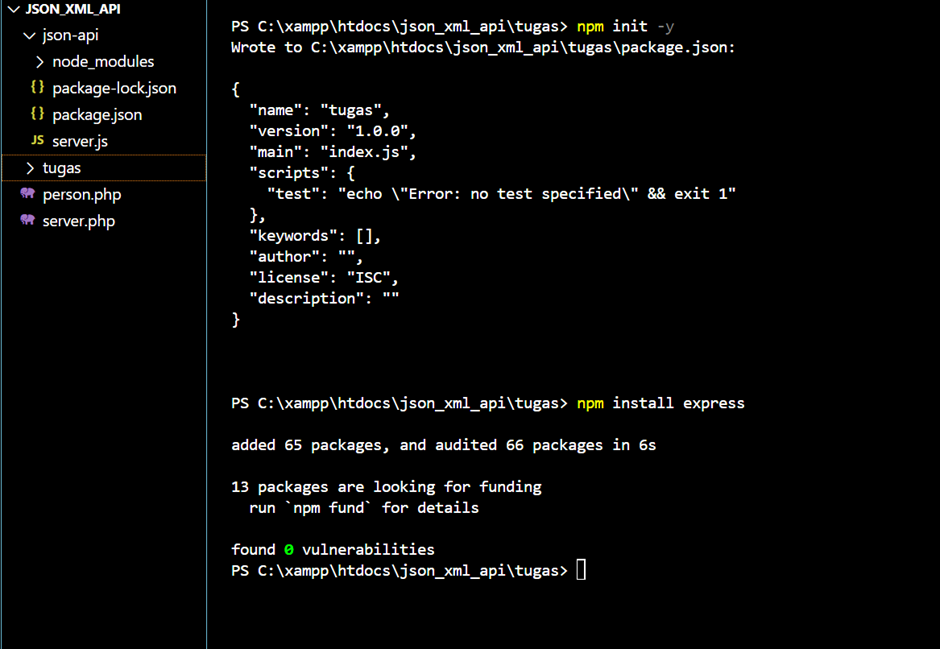 JSON_XML_API
json-api
node_modules
{} package-lock.json
{} package.json
JS server.js
tugas
person.php
server.php
PS C:\xampp\htdocs\json_xml_api\tugas> npm init -y
Wrote to C:\xampp\htdocs\json_xml_api\tugas\package.json:
{
  "name": "tugas",
  "version": "1.0.0",
  "main": "index.js",
  "scripts": {
    "test": "echo \"Error: no test specified\" && exit 1"
  },
  "keywords": [],
  "author": "",
  "license": "ISC",
  "description": ""
}
PS C:\xampp\htdocs\json_xml_api\tugas> npm install express
added 65 packages, and audited 66 packages in 6s
13 packages are looking for funding
  run `npm fund` for details
found 0 vulnerabilities
PS C:\xampp\htdocs\json_xml_api\tugas>